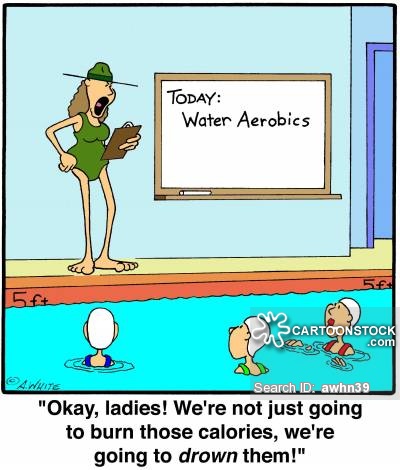 TODAY:
Water Aerobics
5ft
5ft
CARTOONSTOCK
.com
Search ID: awhn39
© A.WHITE
"Okay, ladies! We're not just going
to burn those calories, we're
going to drown them!"